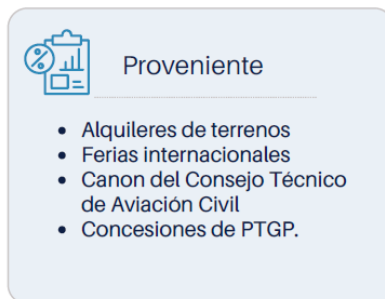 Proveniente
• Alquileres de terrenos
• Ferias internacionales
• Canon del Consejo Técnico
de Aviación Civil
• Concesiones de PTGP.